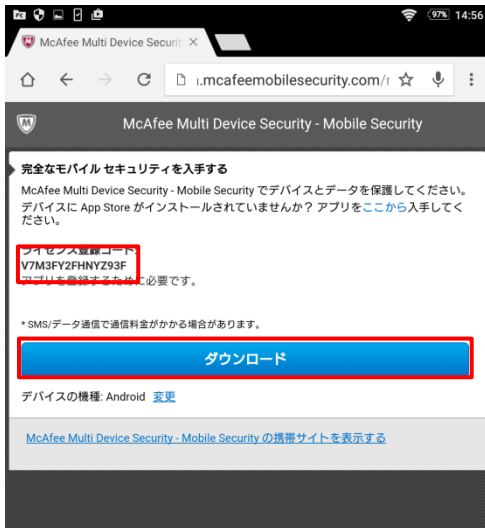 97% 14:56
McAfee Multi Device Securit
.mcafeemobilesecurity.com/r
McAfee Multi Device Security - Mobile Security
完全なモバイル セキュリティを入手する
McAfee Multi Device Security - Mobile Security でデバイスとデータを保護してください。
デバイスに App Store がインストールされていませんか? アプリをここから入手してく
ださい。
ライセンス登録コード:
V7M3FY2FHNYZ93F
アプリを登録するために必要です。
* SMS/データ通信で通信料金がかかる場合があります。
ダウンロード
デバイスの機種: Android 変更
McAfee Multi Device Security - Mobile Security の携帯サイトを表示する